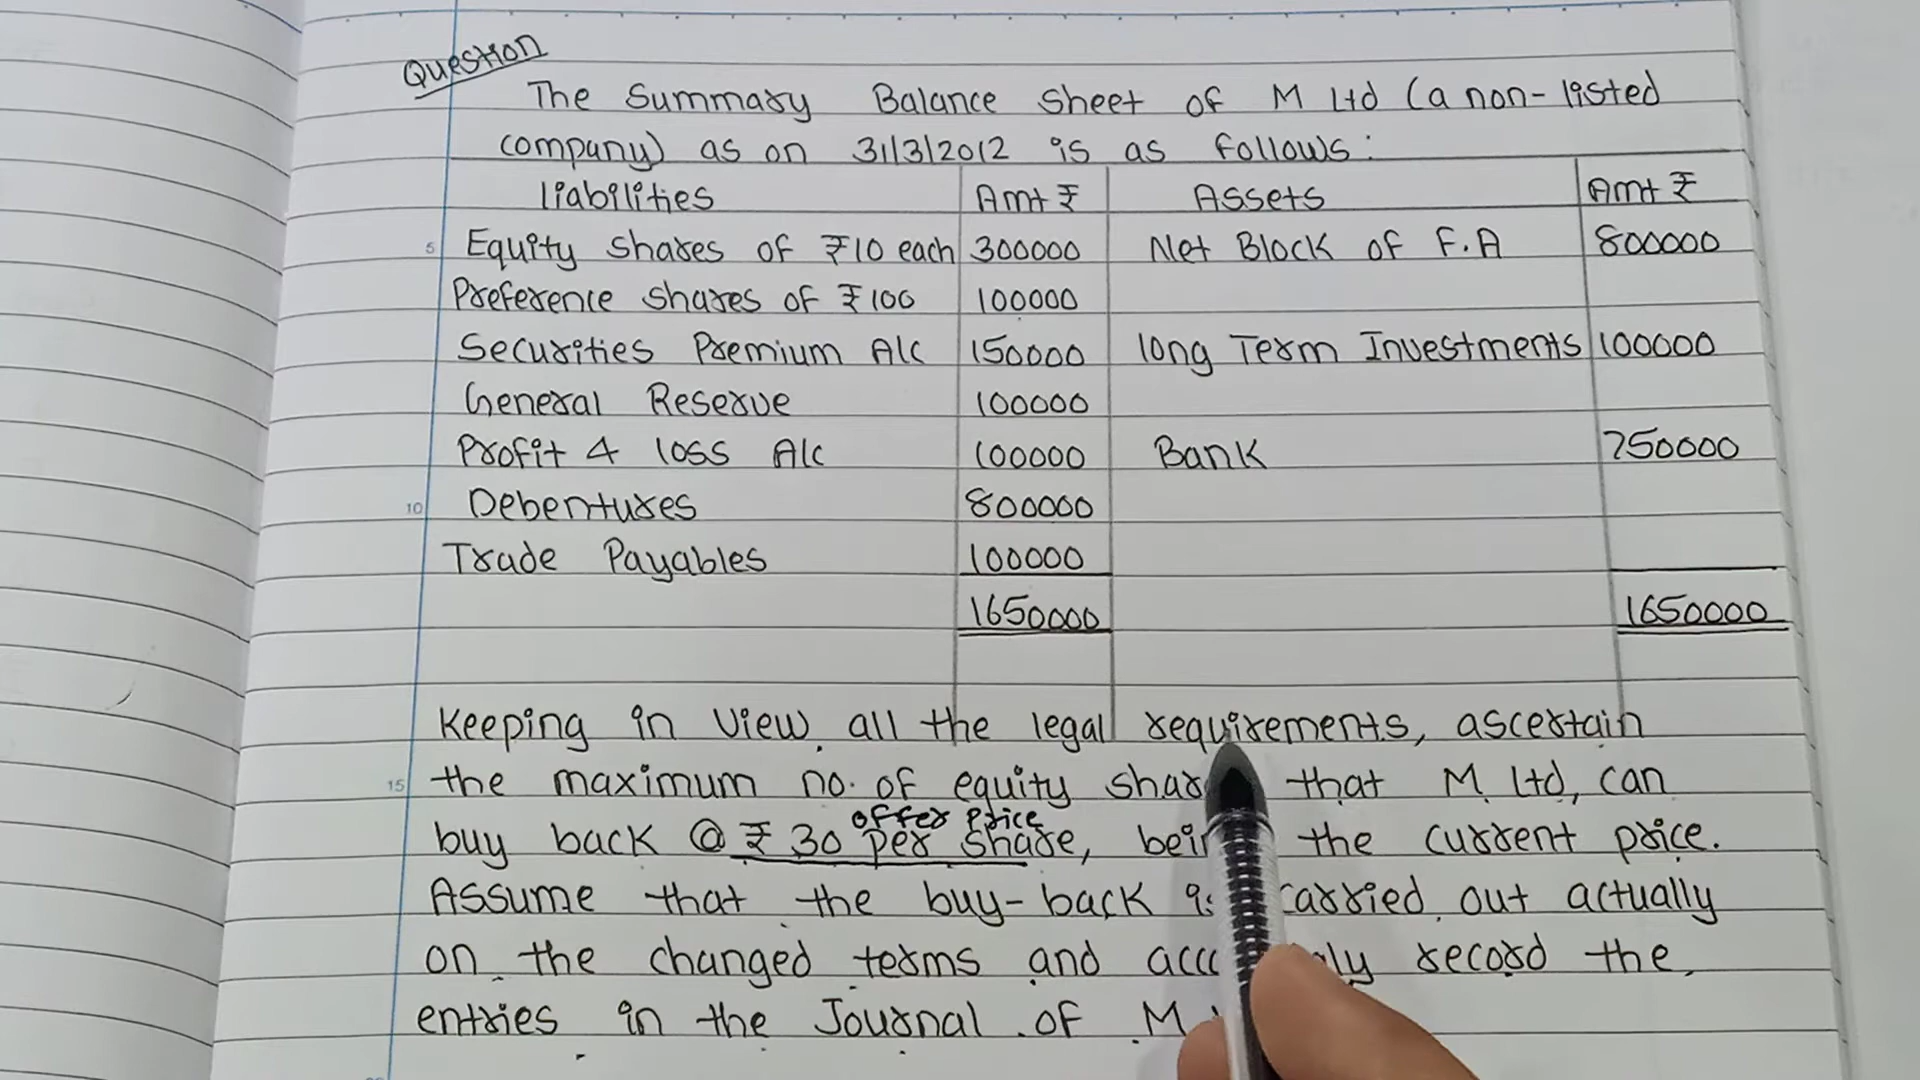 Question
The Summary Balance Sheet of M Ltd (a non-listed
company) as on 31/3/2012 is as follows:
Liabilities Amt ₹ Assets Amt ₹
Equity shares of ₹10 each 300000 Net Block of F.A 800000
Preference shares of ₹100 100000
Securities Premium A/c 150000 Long Term Investments 100000
General Reserve 100000
Profit & loss A/c 100000 Bank 750000
Debentures 800000
Trade Payables 100000
1650000 1650000
Keeping in view all the legal requirements, ascertain
the maximum no. of equity that M Ltd, can
offer price
buy back @ ₹ 30 per share, the current price.
Assume that the buy-back carried out actually
on the changed terms and record the
entries in the Journal of M
5
10
15